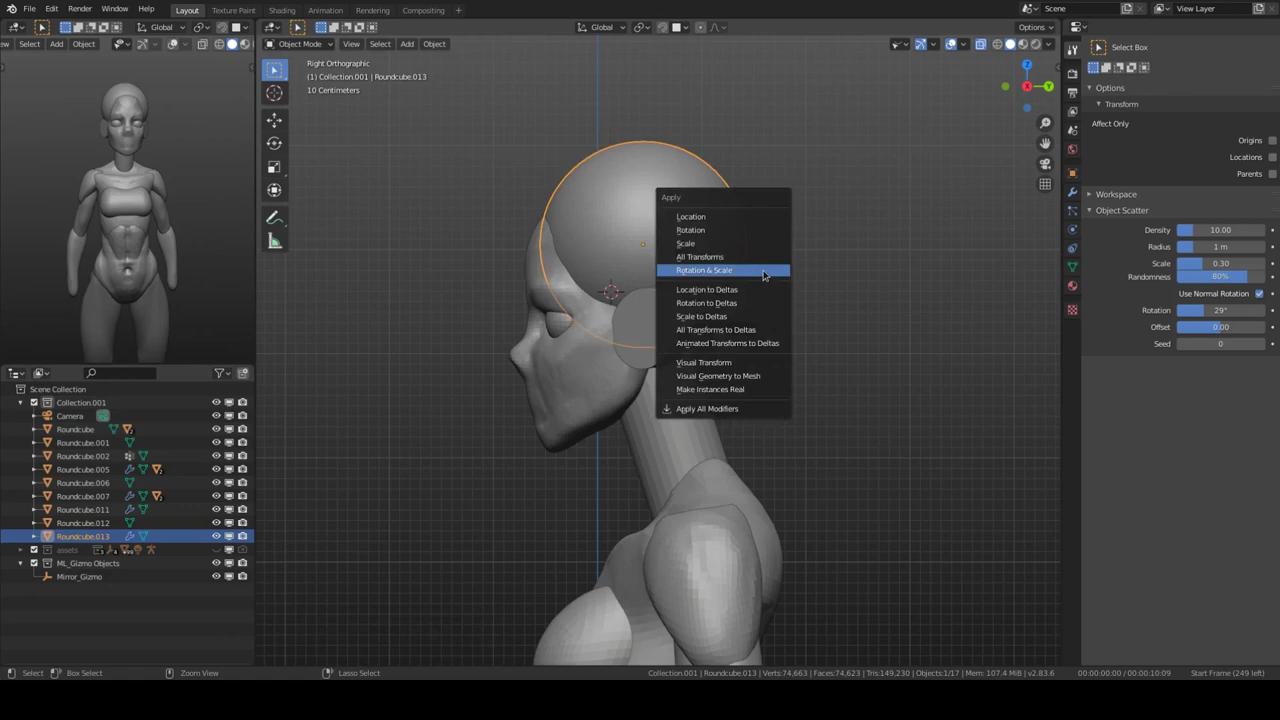 File Edit Render Window Help Layout Texture Paint Shading Animation Rendering Compositing + Scene View Layer
Global Global Options
Select Add Object Object Mode View Select Add Object Select Box
Right Orthographic
(1) Collection.001 | Roundcube.013
10 Centimeters
Z
Y
X
Options
Transform
Affect Only
Origins
Locations
Parents
Workspace
Object Scatter
Density 10.00
Radius 1 m
Scale 0.30
Randomness 80%
Use Normal Rotation
Rotation 29°
Offset 0.00
Seed 0
Apply
Location
Rotation
Scale
All Transforms
Rotation & Scale
Location to Deltas
Rotation to Deltas
Scale to Deltas
All Transforms to Deltas
Animated Transforms to Deltas
Visual Transform
Visual Geometry to Mesh
Make Instances Real
Apply All Modifiers
Scene Collection
Collection.001
Camera
Roundcube
Roundcube.001
Roundcube.002
Roundcube.005
Roundcube.006
Roundcube.007
Roundcube.011
Roundcube.012
Roundcube.013
assets
ML_Gizmo Objects
Mirror_Gizmo
Select Box Select Zoom View Lasso Select Collection.001 | Roundcube.013 | Verts:74,663 | Faces:74,623 | Tris:149,230 | Objects:1/17 | Mem: 107.4 MiB | v2.83.6 00:00:00:00 / 00:00:10:09 Start Frame (249 left)